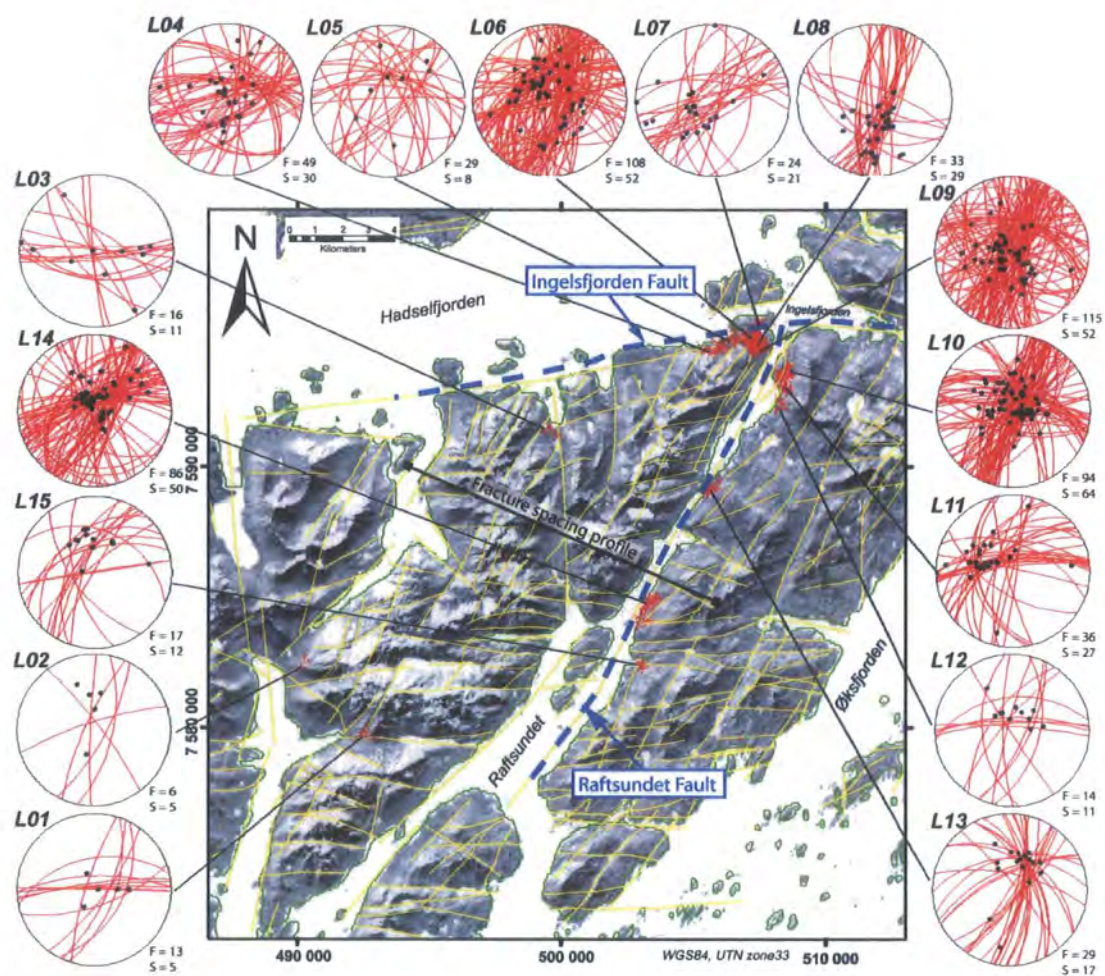 L04
L05
L06
L07
L08
F = 49
S = 30
F = 29
S = 8
F = 108
S = 52
F = 24
S = 21
F = 33
S = 29
L03
F = 16
S = 11
L09
F = 115
S = 52
N
0 1 2 3 4
Kilometers
Hadselfjorden
Ingelsfjorden Fault
Ingelsfjorden
L14
F = 86
S = 50
L10
F = 94
S = 64
7 590 000
Fracture spacing profile
L15
F = 17
S = 12
L11
F = 36
S = 27
L02
F = 6
S = 5
L12
F = 14
S = 11
Øksfjorden
7 580 000
Raftsundet
Raftsundet Fault
L01
F = 13
S = 5
L13
F = 29
S = 17
WGS84, UTN zone33
490 000
500 000
510 000